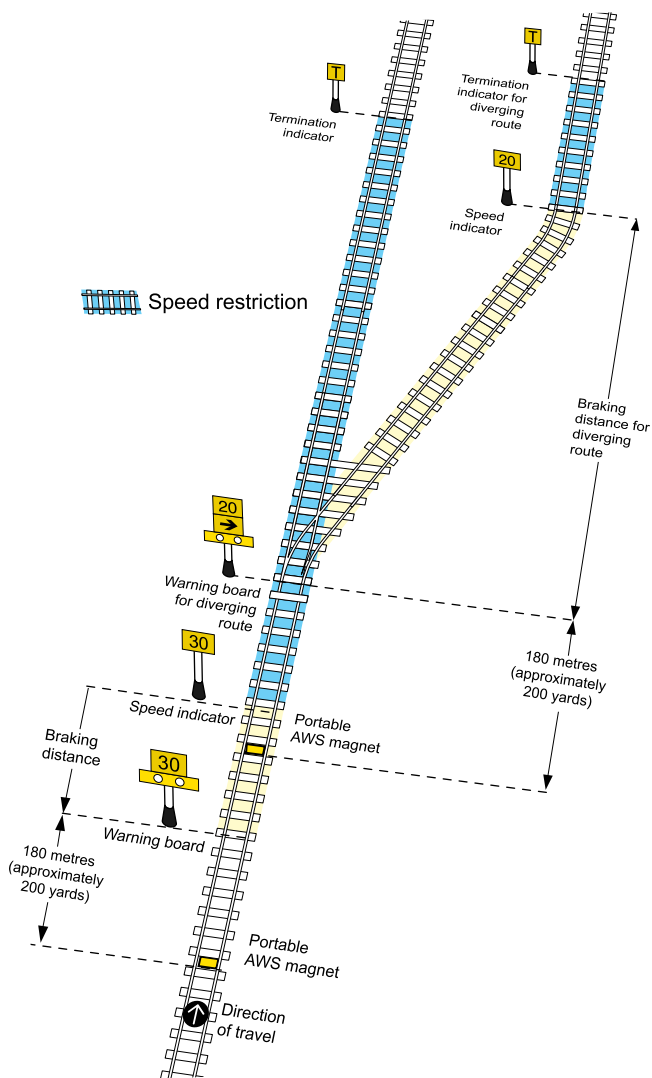 T
Termination
indicator
T
Termination
indicator for
diverging
route
20
Speed
indicator
Speed restriction
Braking
distance for
diverging
route
20
Warning board
for diverging
route
30
Speed indicator
180 metres
(approximately
200 yards)
Portable
AWS magnet
Braking
distance
30
Warning board
180 metres
(approximately
200 yards)
Portable
AWS magnet
Direction
of travel